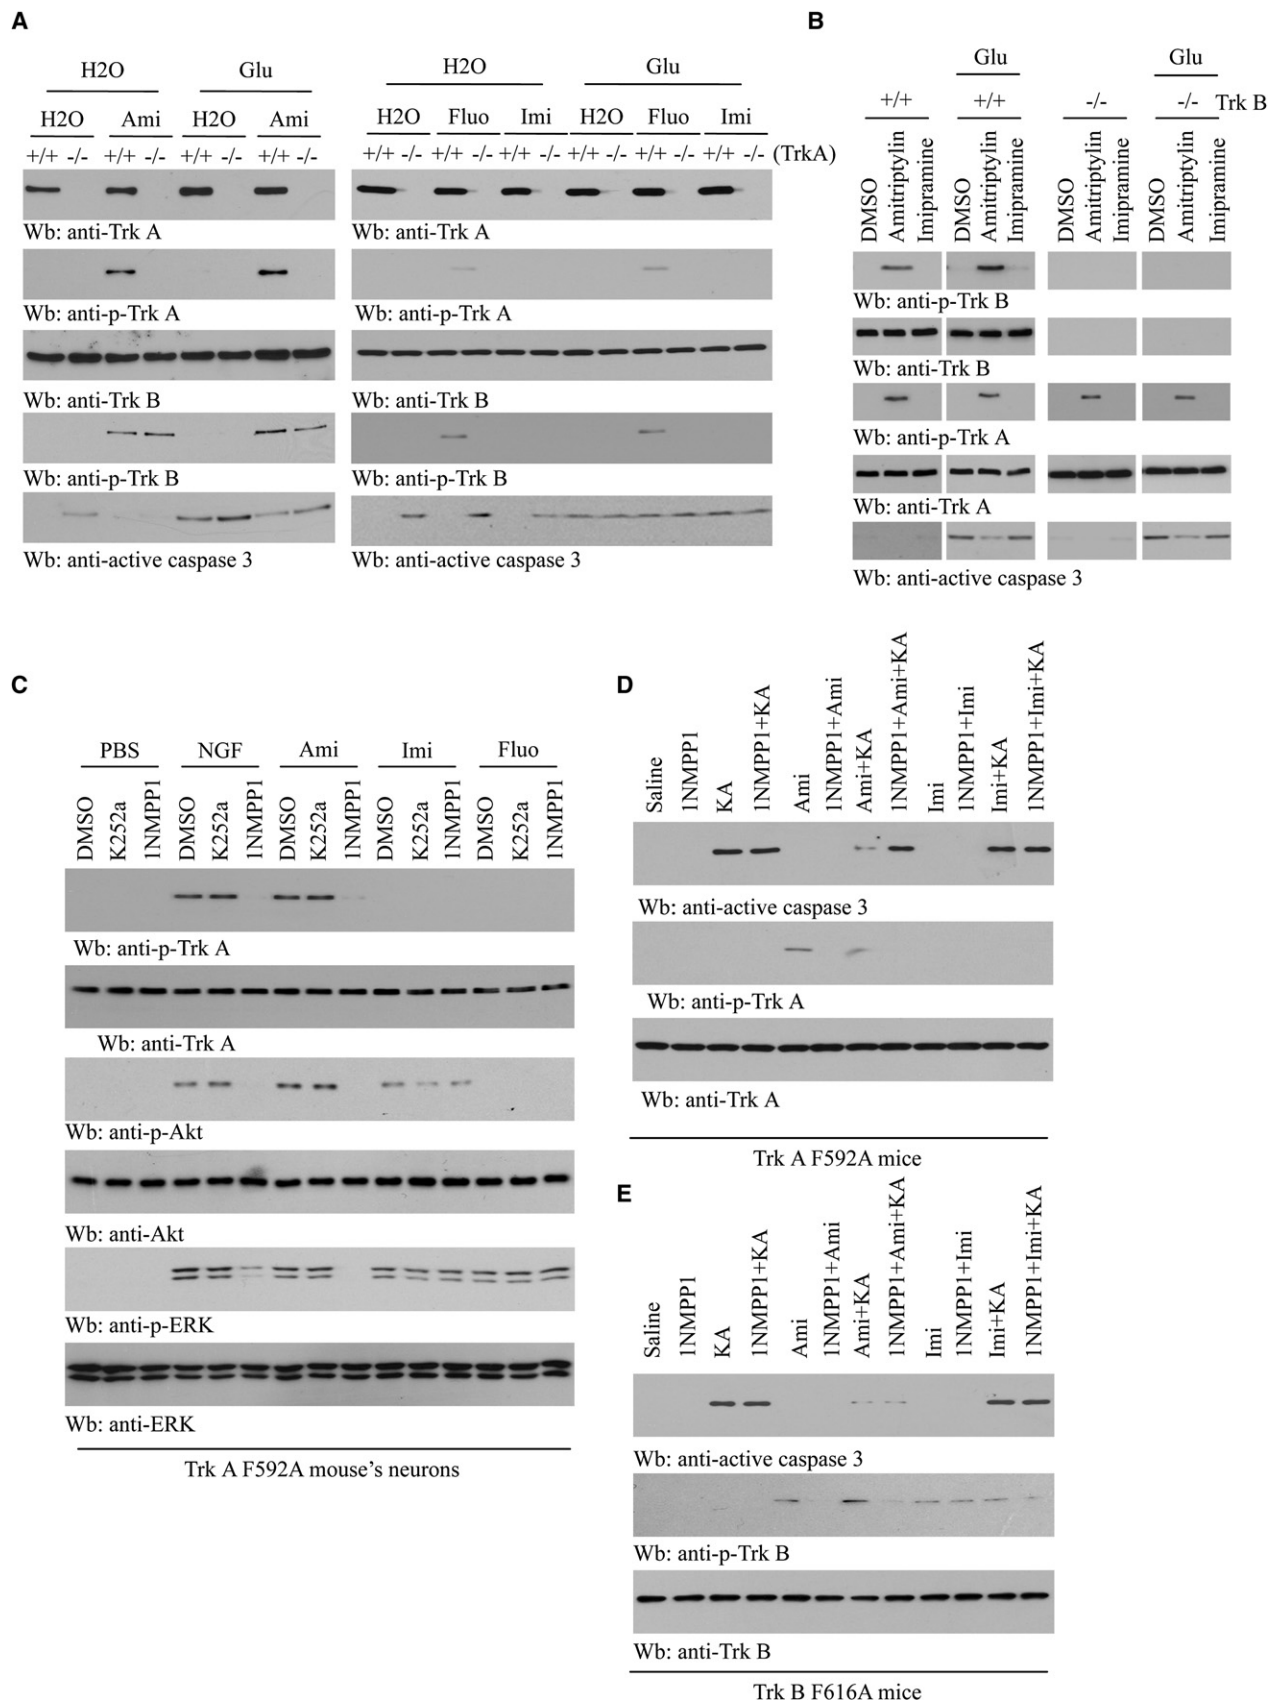 A
H2O Glu
H2O Ami H2O Ami
+/+ -/- +/+ -/- +/+ -/- +/+ -/-
Wb: anti-Trk A
Wb: anti-p-Trk A
Wb: anti-Trk B
Wb: anti-p-Trk B
Wb: anti-active caspase 3
H2O Glu
H2O Fluo Imi H2O Fluo Imi
+/+ -/- +/+ -/- +/+ -/- +/+ -/- +/+ -/- +/+ -/- (TrkA)
Wb: anti-Trk A
Wb: anti-p-Trk A
Wb: anti-Trk B
Wb: anti-p-Trk B
Wb: anti-active caspase 3
B
Glu Glu
+/+ +/+ -/- -/- Trk B
DMSO
Amitriptylin
Imipramine
DMSO
Amitriptylin
Imipramine
DMSO
Amitriptylin
Imipramine
DMSO
Amitriptylin
Imipramine
Wb: anti-p-Trk B
Wb: anti-Trk B
Wb: anti-p-Trk A
Wb: anti-Trk A
Wb: anti-active caspase 3
C
PBS NGF Ami Imi Fluo
DMSO
K252a
1NMPP1
DMSO
K252a
1NMPP1
DMSO
K252a
1NMPP1
DMSO
K252a
1NMPP1
DMSO
K252a
1NMPP1
Wb: anti-p-Trk A
Wb: anti-Trk A
Wb: anti-p-Akt
Wb: anti-Akt
Wb: anti-p-ERK
Wb: anti-ERK
Trk A F592A mouse's neurons
D
Saline
1NMPP1
KA
1NMPP1+KA
Ami
1NMPP1+Ami
Ami+KA
1NMPP1+Ami+KA
Imi
1NMPP1+Imi
Imi+KA
1NMPP1+Imi+KA
Wb: anti-active caspase 3
Wb: anti-p-Trk A
Wb: anti-Trk A
Trk A F592A mice
E
Saline
1NMPP1
KA
1NMPP1+KA
Ami
1NMPP1+Ami
Ami+KA
1NMPP1+Ami+KA
Imi
1NMPP1+Imi
Imi+KA
1NMPP1+Imi+KA
Wb: anti-active caspase 3
Wb: anti-p-Trk B
Wb: anti-Trk B
Trk B F616A mice